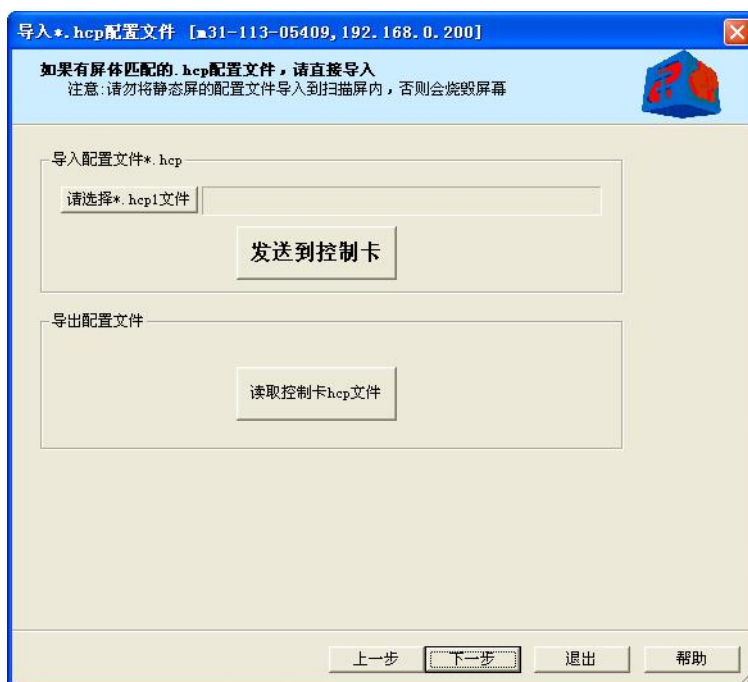 导入*.hcp配置文件 [m31-113-05409,192.168.0.200]
如果有屏体匹配的.hcp配置文件，请直接导入
注意:请勿将静态屏的配置文件导入到扫描屏内，否则会烧毁屏幕
导入配置文件*.hcp
请选择*.hcp1文件
发送到控制卡
导出配置文件
读取控制卡hcp文件
上一步 下一步 退出 帮助